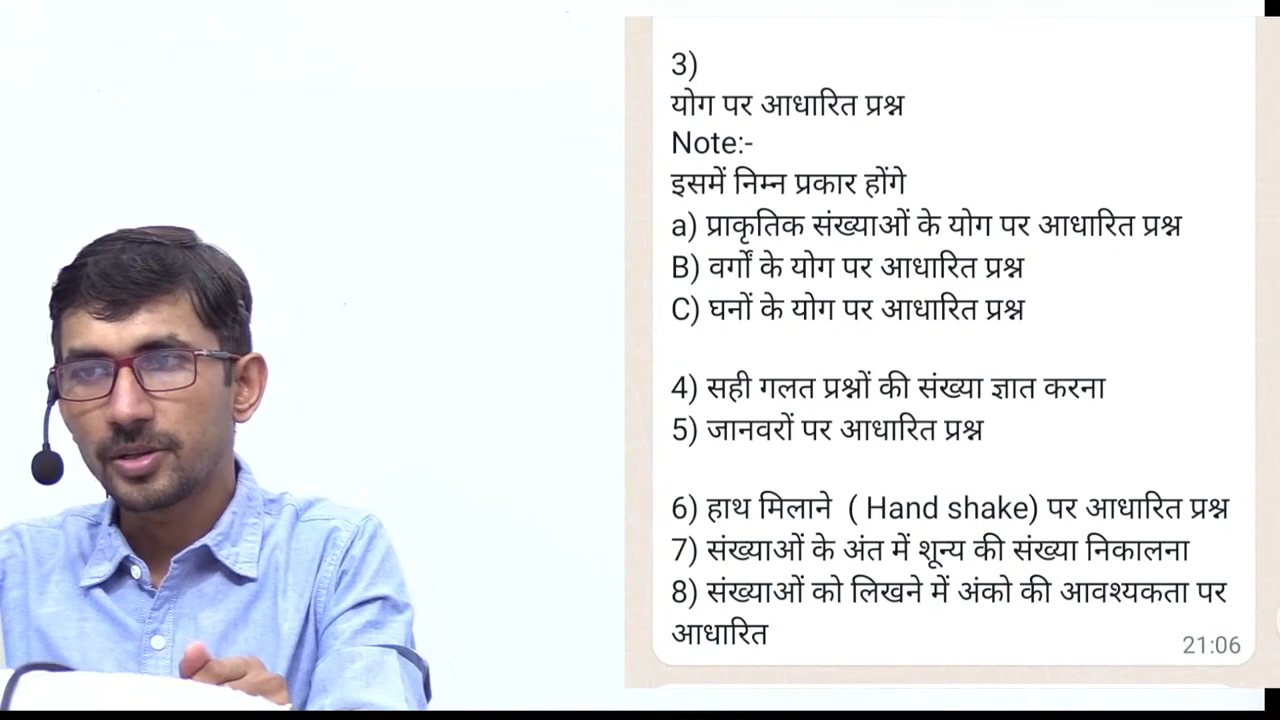 3)
योग पर आधारित प्रश्न
Note:-
इसमें निम्न प्रकार होंगे
a) प्राकृतिक संख्याओं के योग पर आधारित प्रश्न
B) वर्गों के योग पर आधारित प्रश्न
C) घनों के योग पर आधारित प्रश्न
4) सही गलत प्रश्नों की संख्या ज्ञात करना
5) जानवरों पर आधारित प्रश्न
6) हाथ मिलाने ( Hand shake) पर आधारित प्रश्न
7) संख्याओं के अंत में शून्य की संख्या निकालना
8) संख्याओं को लिखने में अंको की आवश्यकता पर
आधारित
21:06